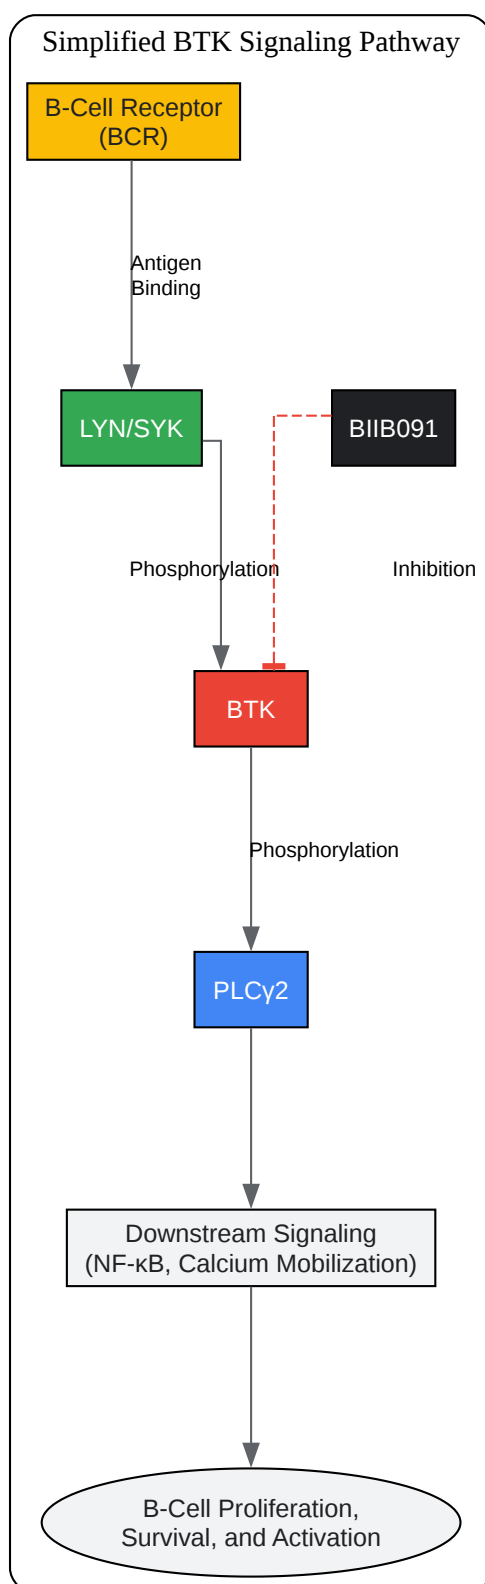 Simplified BTK Signaling Pathway
B-Cell Receptor
(BCR)
Antigen
Binding
LYN/SYK
BIIB091
Phosphorylation
Inhibition
BTK
Phosphorylation
PLCγ2
Downstream Signaling
(NF-κB, Calcium Mobilization)
B-Cell Proliferation,
Survival, and Activation